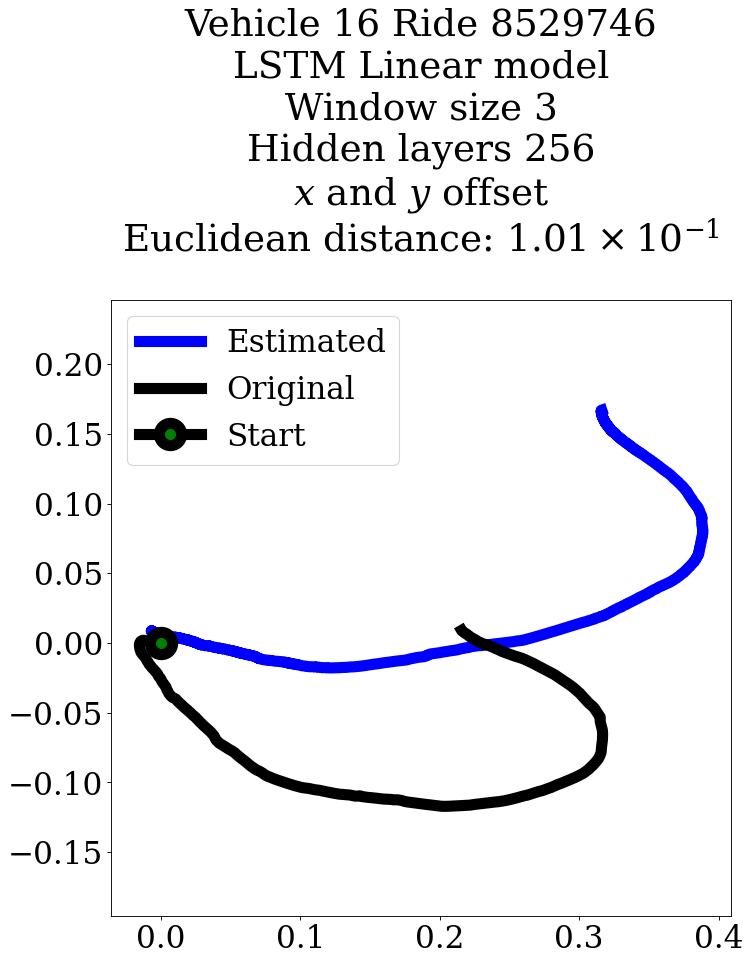 Vehicle 16 Ride 8529746
LSTM Linear model
Window size 3
Hidden layers 256
x and y offset
Euclidean distance: 1.01 × 10⁻¹
Estimated
Original
Start
0.20
0.15
0.10
0.05
0.00
−0.05
−0.10
−0.15
0.0 0.1 0.2 0.3 0.4